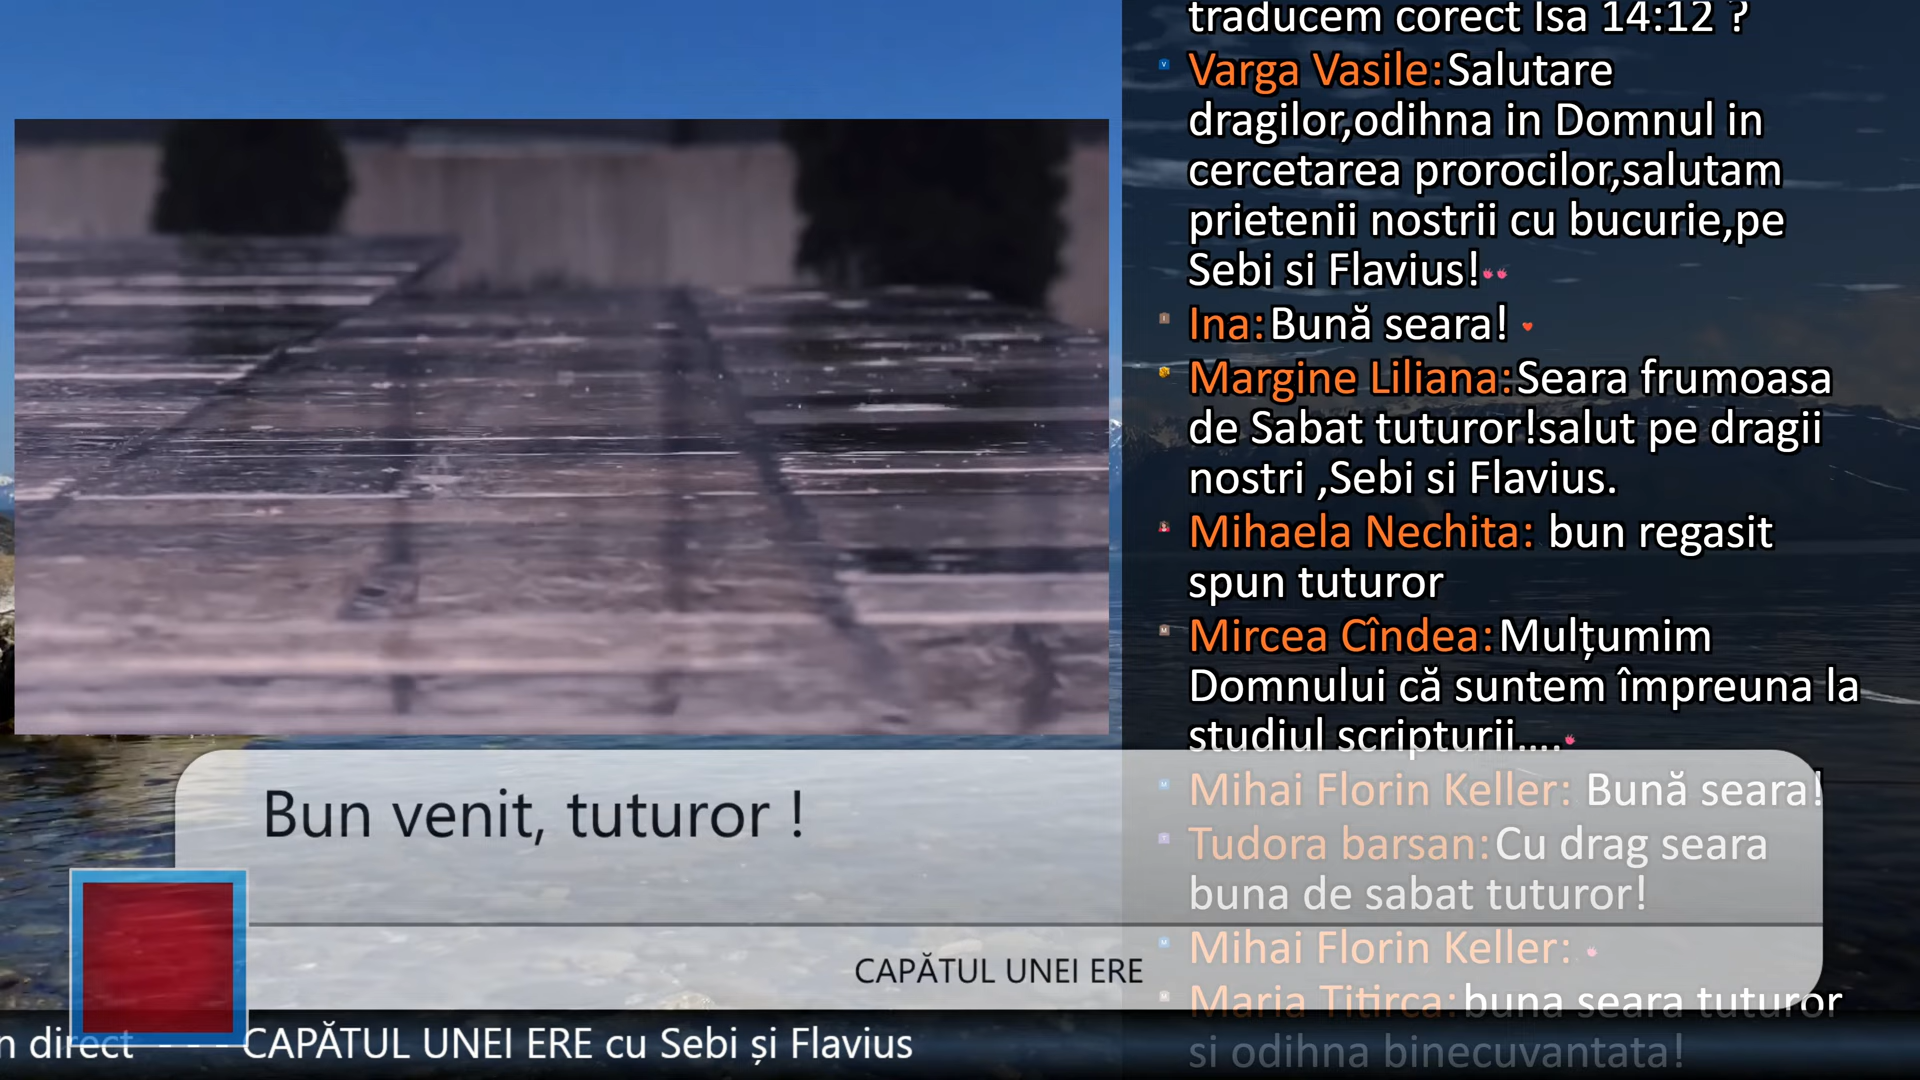 traducem corect Isa 14:12 ?
Varga Vasile:Salutare
dragilor,odihna in Domnul in
cercetarea prorocilor,salutam
prietenii nostrii cu bucurie,pe
Sebi si Flavius!
Ina:Bună seara!
Margine Liliana:Seara frumoasa
de Sabat tuturor!salut pe dragii
nostri ,Sebi si Flavius.
Mihaela Nechita: bun regasit
spun tuturor
Mircea Cîndea:Mulțumim
Domnului că suntem împreuna la
studiul scripturii....
Mihai Florin Keller: Bună seara!
Tudora barsan:Cu drag seara
buna de sabat tuturor!
Mihai Florin Keller:
Maria Titirca:buna seara tuturor
si odihna binecuvantata!
Bun venit, tuturor !
CAPĂTUL UNEI ERE
n direct - - - CAPĂTUL UNEI ERE cu Sebi și Flavius